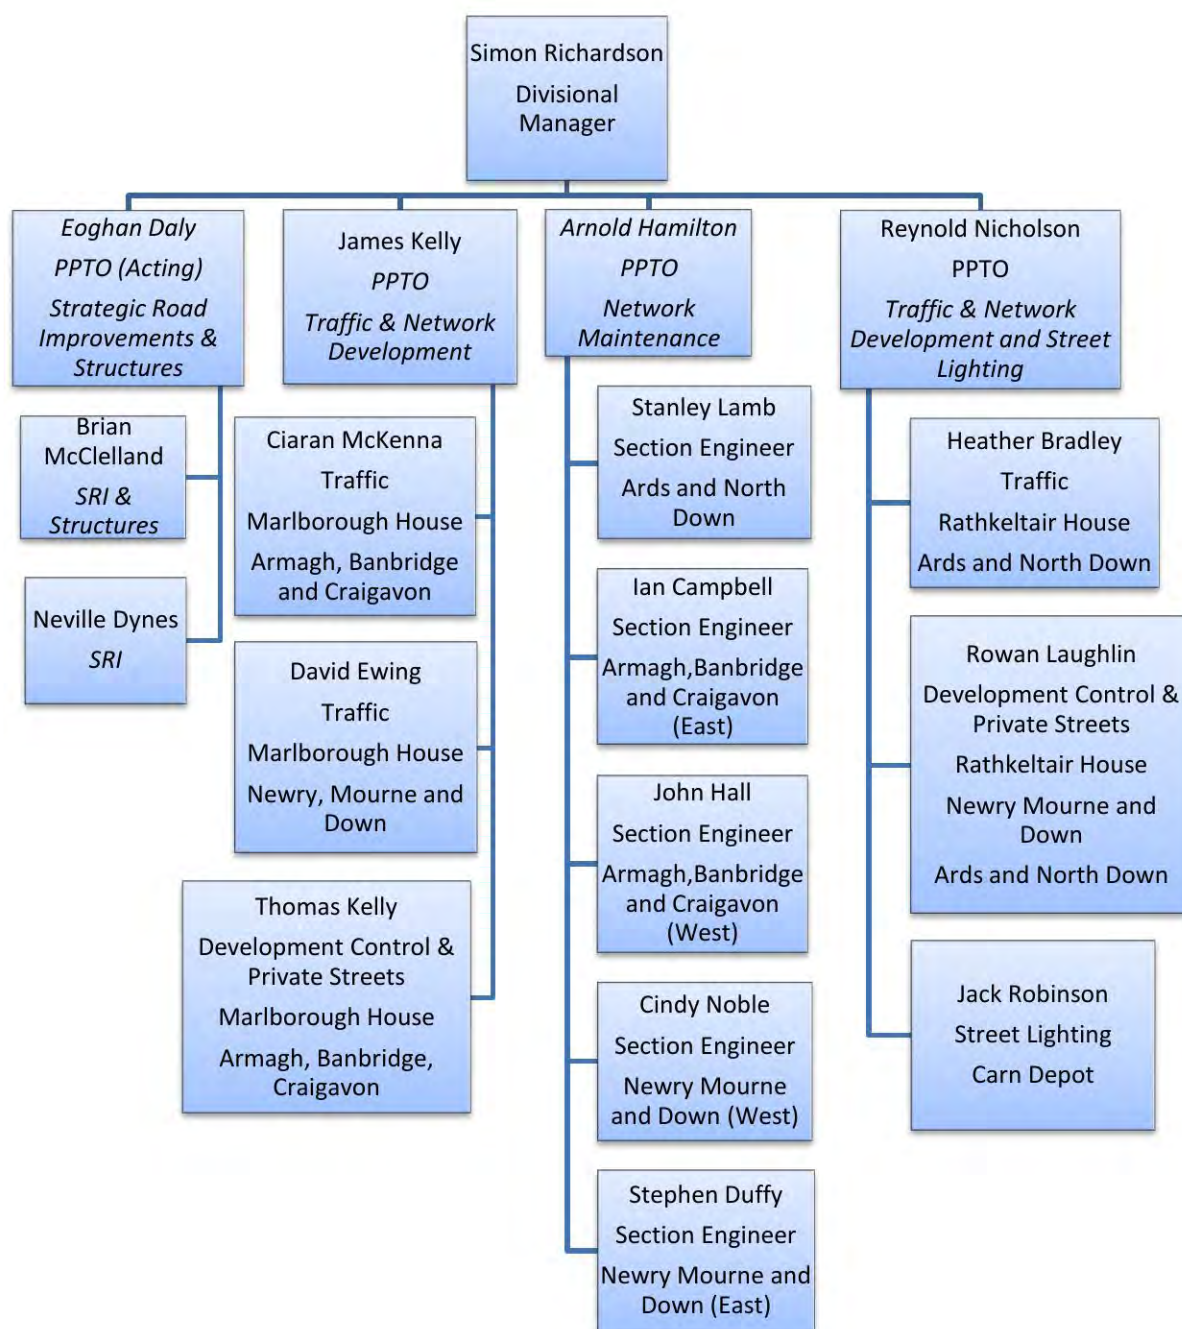 Simon Richardson
Divisional
Manager
Eoghan Daly
PPTO (Acting)
Strategic Road
Improvements &
Structures
Brian
McClelland
SRI &
Structures
Neville Dynes
SRI
James Kelly
PPTO
Traffic & Network
Development
Ciaran McKenna
Traffic
Marlborough House
Armagh, Banbridge
and Craigavon
David Ewing
Traffic
Marlborough House
Newry, Mourne and
Down
Thomas Kelly
Development Control &
Private Streets
Marlborough House
Armagh, Banbridge,
Craigavon
Arnold Hamilton
PPTO
Network
Maintenance
Stanley Lamb
Section Engineer
Ards and North
Down
Ian Campbell
Section Engineer
Armagh,Banbridge
and Craigavon
(East)
John Hall
Section Engineer
Armagh,Banbridge
and Craigavon
(West)
Cindy Noble
Section Engineer
Newry Mourne
and Down (West)
Stephen Duffy
Section Engineer
Newry Mourne and
Down (East)
Reynold Nicholson
PPTO
Traffic & Network
Development and Street
Lighting
Heather Bradley
Traffic
Rathkeltair House
Ards and North Down
Rowan Laughlin
Development Control &
Private Streets
Rathkeltair House
Newry Mourne and
Down
Ards and North Down
Jack Robinson
Street Lighting
Carn Depot